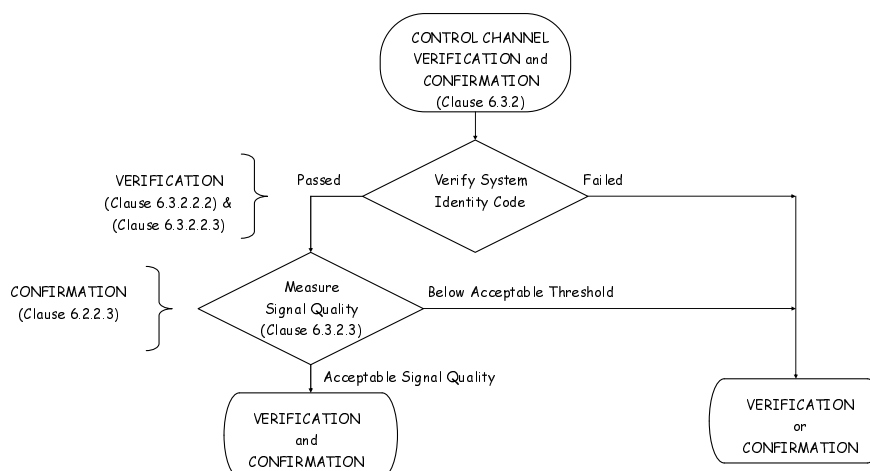 CONTROL CHANNEL
VERIFICATION and
CONFIRMATION
(Clause 6.3.2)
VERIFICATION
(Clause 6.3.2.2.2) &
(Clause 6.3.2.2.3)
Passed
Verify System
Identity Code
Failed
CONFIRMATION
(Clause 6.2.2.3)
Measure
Signal Quality
(Clause 6.3.2.3)
Below Acceptable Threshold
Acceptable Signal Quality
VERIFICATION
and
CONFIRMATION
VERIFICATION
or
CONFIRMATION